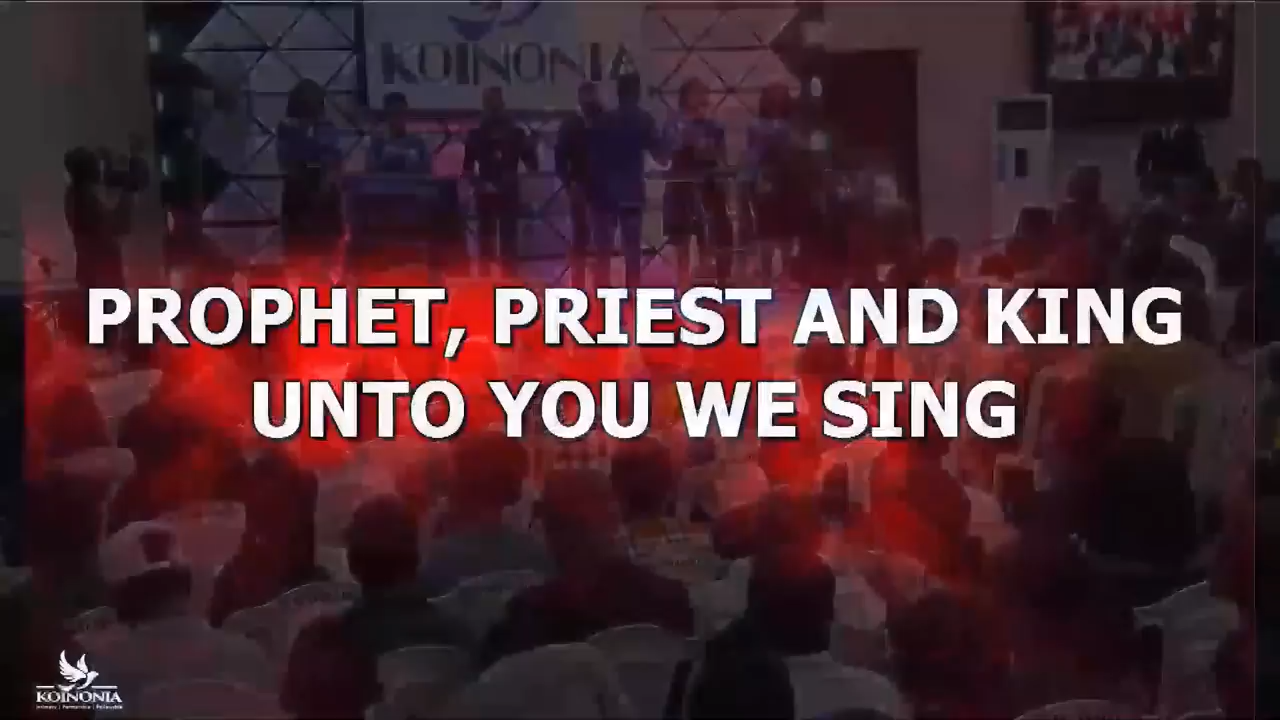 KOINONIA
PROPHET, PRIEST AND KING
UNTO YOU WE SING
KOINONIA